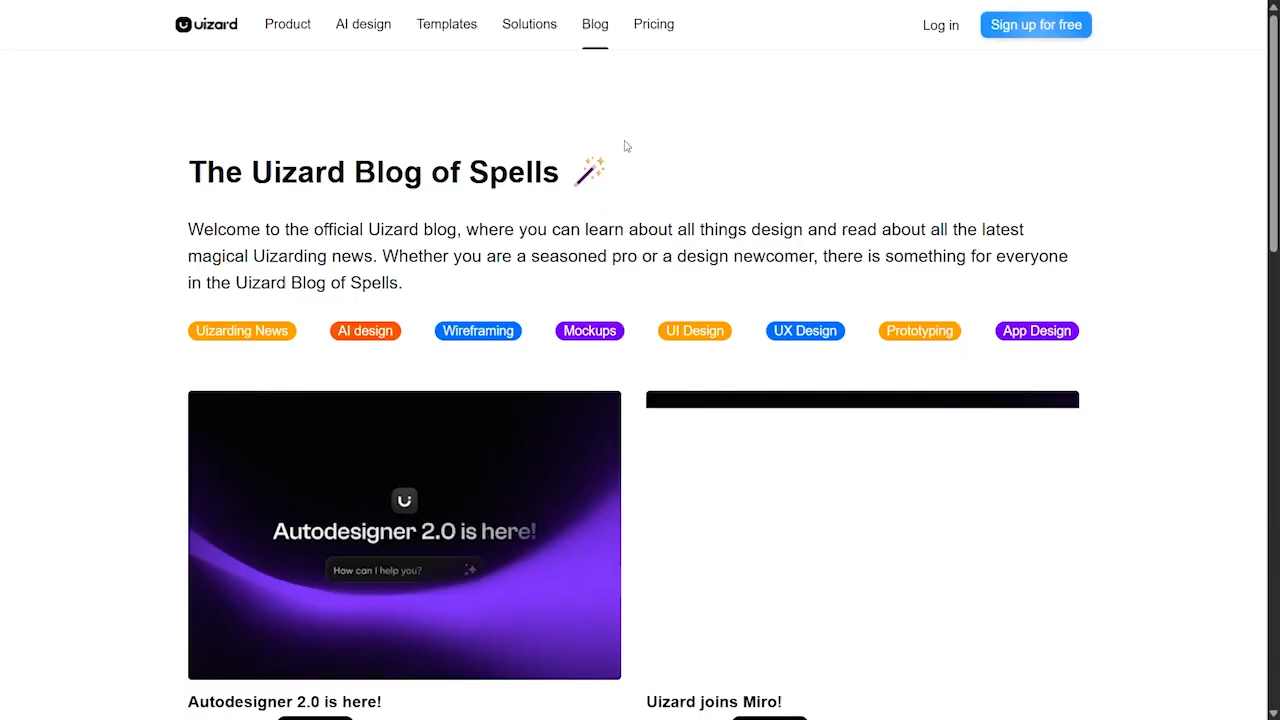 uizard Product AI design Templates Solutions Blog Pricing Log in Sign up for free
The Uizard Blog of Spells
Welcome to the official Uizard blog, where you can learn about all things design and read about all the latest
magical Uizarding news. Whether you are a seasoned pro or a design newcomer, there is something for everyone
in the Uizard Blog of Spells.
Uizarding News AI design Wireframing Mockups UI Design UX Design Prototyping App Design
Autodesigner 2.0 is here!
How can I help you?
Autodesigner 2.0 is here! Uizard joins Miro!